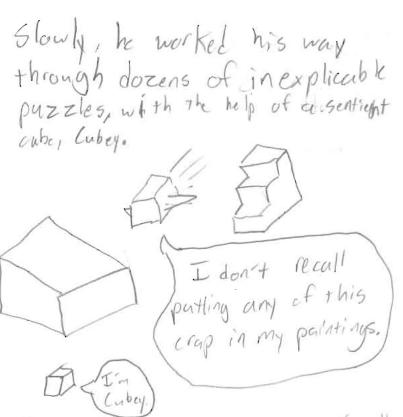 Slowly, he worked his way
through dozens of inexplicable
puzzles, with the help of a sentient
cube, Cubey.
I don't recall
putting any of this
crap in my paintings.
I'm
Cubey.